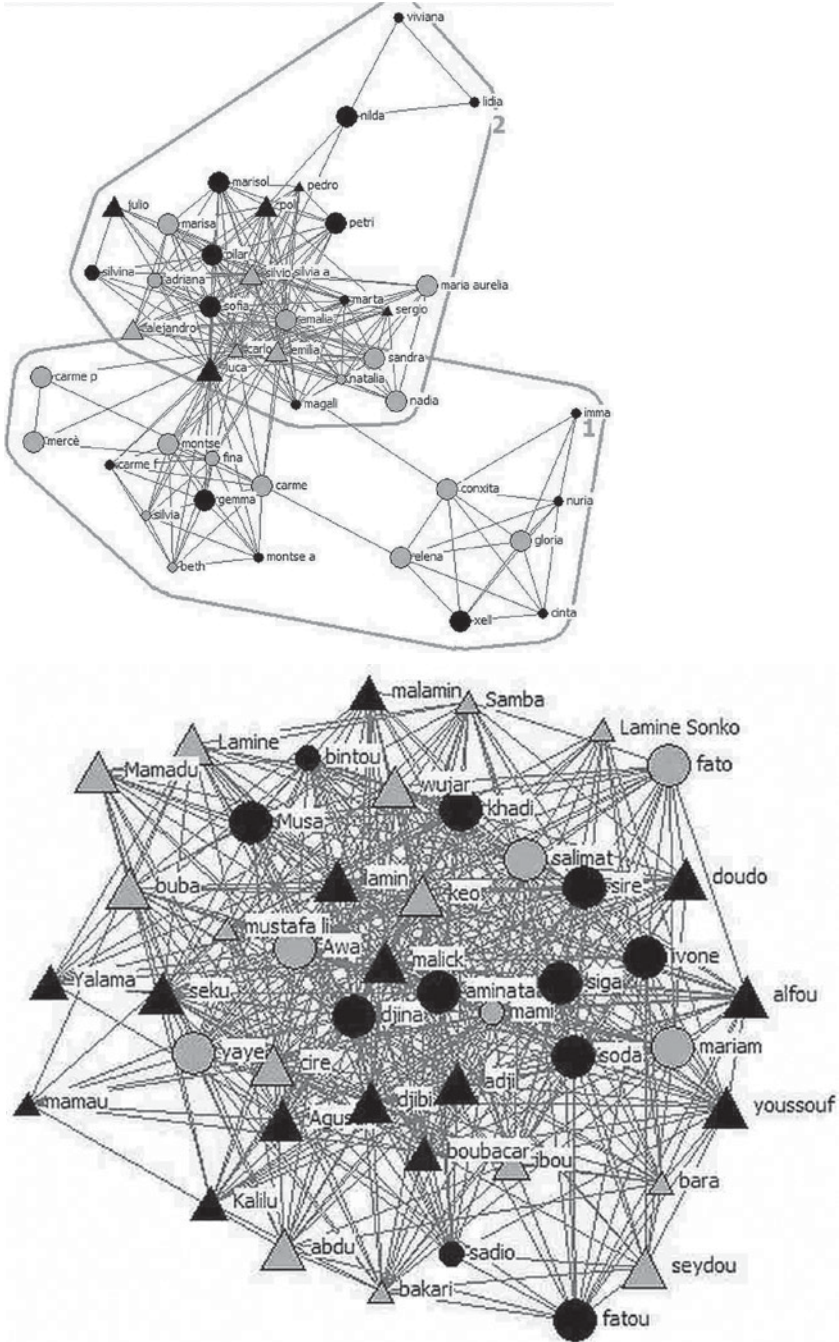 viviana
lidia
2
nilda
marisol
pedro
julio
pol
marisa
petri
pilar
silvina
adriana
silvio
silvia a
maria aurelia
marta
sofia
sergio
amalia
alejandro
carlo
emilia
sandra
luca
natalia
carme p
magali
nadia
imma
1
mercè
montse
carme f
fina
carme
conxita
gemma
nuria
silvia
gloria
beth
montse a
elena
cinta
xell
malamin
Samba
Lamine
Lamine Sonko
bintou
fato
Mamadu
wujar
khadi
Musa
salimat
buba
lamin
keo
sire
doudo
mustafa li
Awa
malick
ivone
Yalama
seku
aminata
siga
alfou
djina
mami
yaye
cire
soda
mariam
mamau
adji
djibi
youssouf
Agus
boubacar
ibou
bara
Kalilu
abdu
sadio
seydou
bakari
fatou